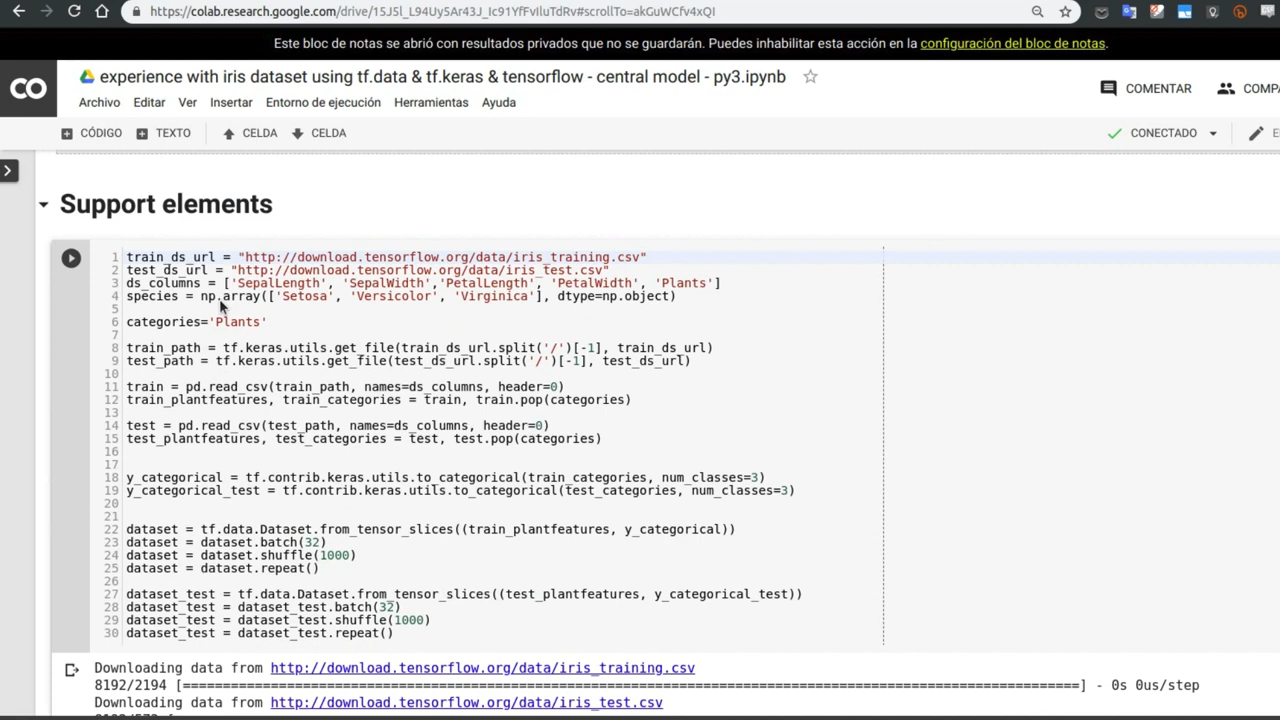 https://colab.research.google.com/drive/15J5l_L94Uy5Ar43J_Ic91YfFvIluTdRv#scrollTo=akGuWCfv4xQI
Este bloc de notas se abrió con resultados privados que no se guardarán. Puedes inhabilitar esta acción en la configuración del bloc de notas.
CO
experience with iris dataset using tf.data & tf.keras & tensorflow - central model - py3.ipynb
COMENTAR
Archivo Editar Ver Insertar Entorno de ejecución Herramientas Ayuda
CÓDIGO TEXTO CELDA CELDA CONECTADO
Support elements
1 train_ds_url = "http://download.tensorflow.org/data/iris_training.csv"
2 test_ds_url = "http://download.tensorflow.org/data/iris_test.csv"
3 ds_columns = ['SepalLength', 'SepalWidth','PetalLength', 'PetalWidth', 'Plants']
4 species = np.array(['Setosa', 'Versicolor', 'Virginica'], dtype=np.object)
5
6 categories='Plants'
7
8 train_path = tf.keras.utils.get_file(train_ds_url.split('/')[-1], train_ds_url)
9 test_path = tf.keras.utils.get_file(test_ds_url.split('/')[-1], test_ds_url)
10
11 train = pd.read_csv(train_path, names=ds_columns, header=0)
12 train_plantfeatures, train_categories = train, train.pop(categories)
13
14 test = pd.read_csv(test_path, names=ds_columns, header=0)
15 test_plantfeatures, test_categories = test, test.pop(categories)
16
17
18 y_categorical = tf.contrib.keras.utils.to_categorical(train_categories, num_classes=3)
19 y_categorical_test = tf.contrib.keras.utils.to_categorical(test_categories, num_classes=3)
20
21
22 dataset = tf.data.Dataset.from_tensor_slices((train_plantfeatures, y_categorical))
23 dataset = dataset.batch(32)
24 dataset = dataset.shuffle(1000)
25 dataset = dataset.repeat()
26
27 dataset_test = tf.data.Dataset.from_tensor_slices((test_plantfeatures, y_categorical_test))
28 dataset_test = dataset_test.batch(32)
29 dataset_test = dataset_test.shuffle(1000)
30 dataset_test = dataset_test.repeat()
Downloading data from http://download.tensorflow.org/data/iris_training.csv
8192/2194 [==========================================================================================================] - 0s 0us/step
Downloading data from http://download.tensorflow.org/data/iris_test.csv